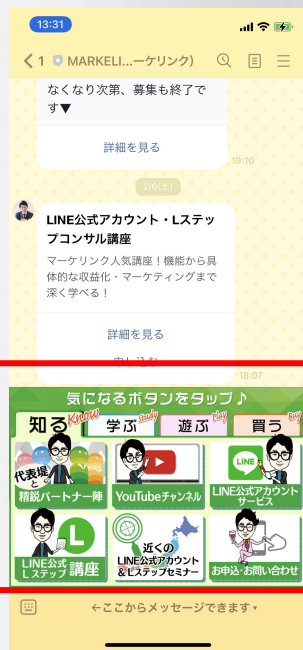 13:31
1 MARKELI...ーケリンク)
なくなり次第、募集も終了で
す▼
詳細を見る
19:10
2/6(土)
LINE公式アカウント・Lステッ
プコンサル講座
マーケリンク人気講座！機能から具
体的な収益化・マーケティングまで
深く学べる！
詳細を見る
申し込む
18:07
気になるボタンをタップ♪
知る Know 学ぶ Study 遊ぶ Play 買う Buy
代表堤と
精鋭パートナー陣
YouTubeチャンネル
LINE
LINE公式アカウント
サービス
L
LINE公式
Lステップ 講座
近くの
LINE公式アカウント
&Lステップセミナー
お申込・お問い合わせ
←ここからメッセージできます▾